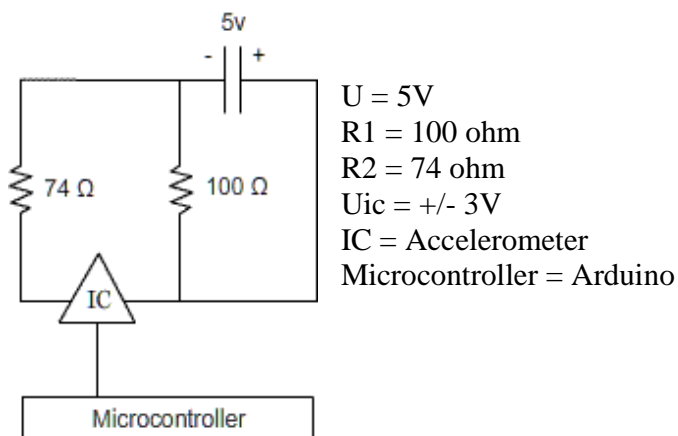 5v
- +
74 Ω
100 Ω
IC
Microcontroller
U = 5V
R1 = 100 ohm
R2 = 74 ohm
Uic = +/- 3V
IC = Accelerometer
Microcontroller = Arduino